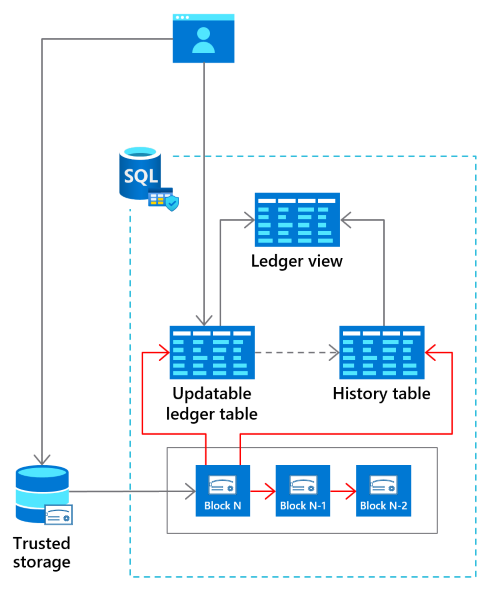 SQL
Ledger view
Updatable
ledger table
History table
Block N
Block N-1
Block N-2
Trusted
storage